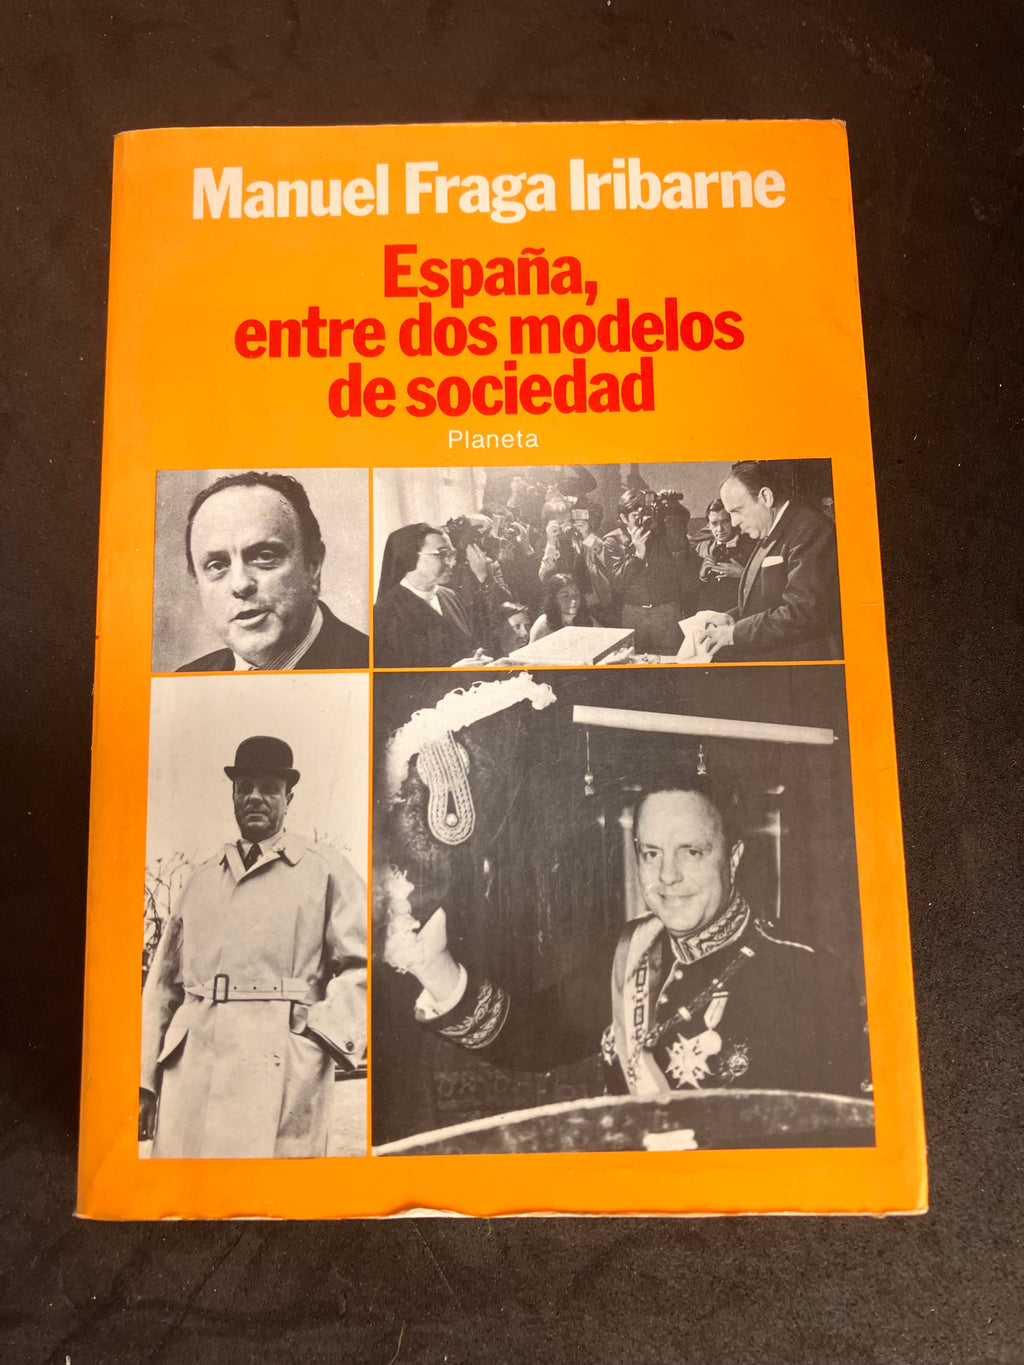 Manuel Fraga Iribarne
España,
entre dos modelos
de sociedad
Planeta